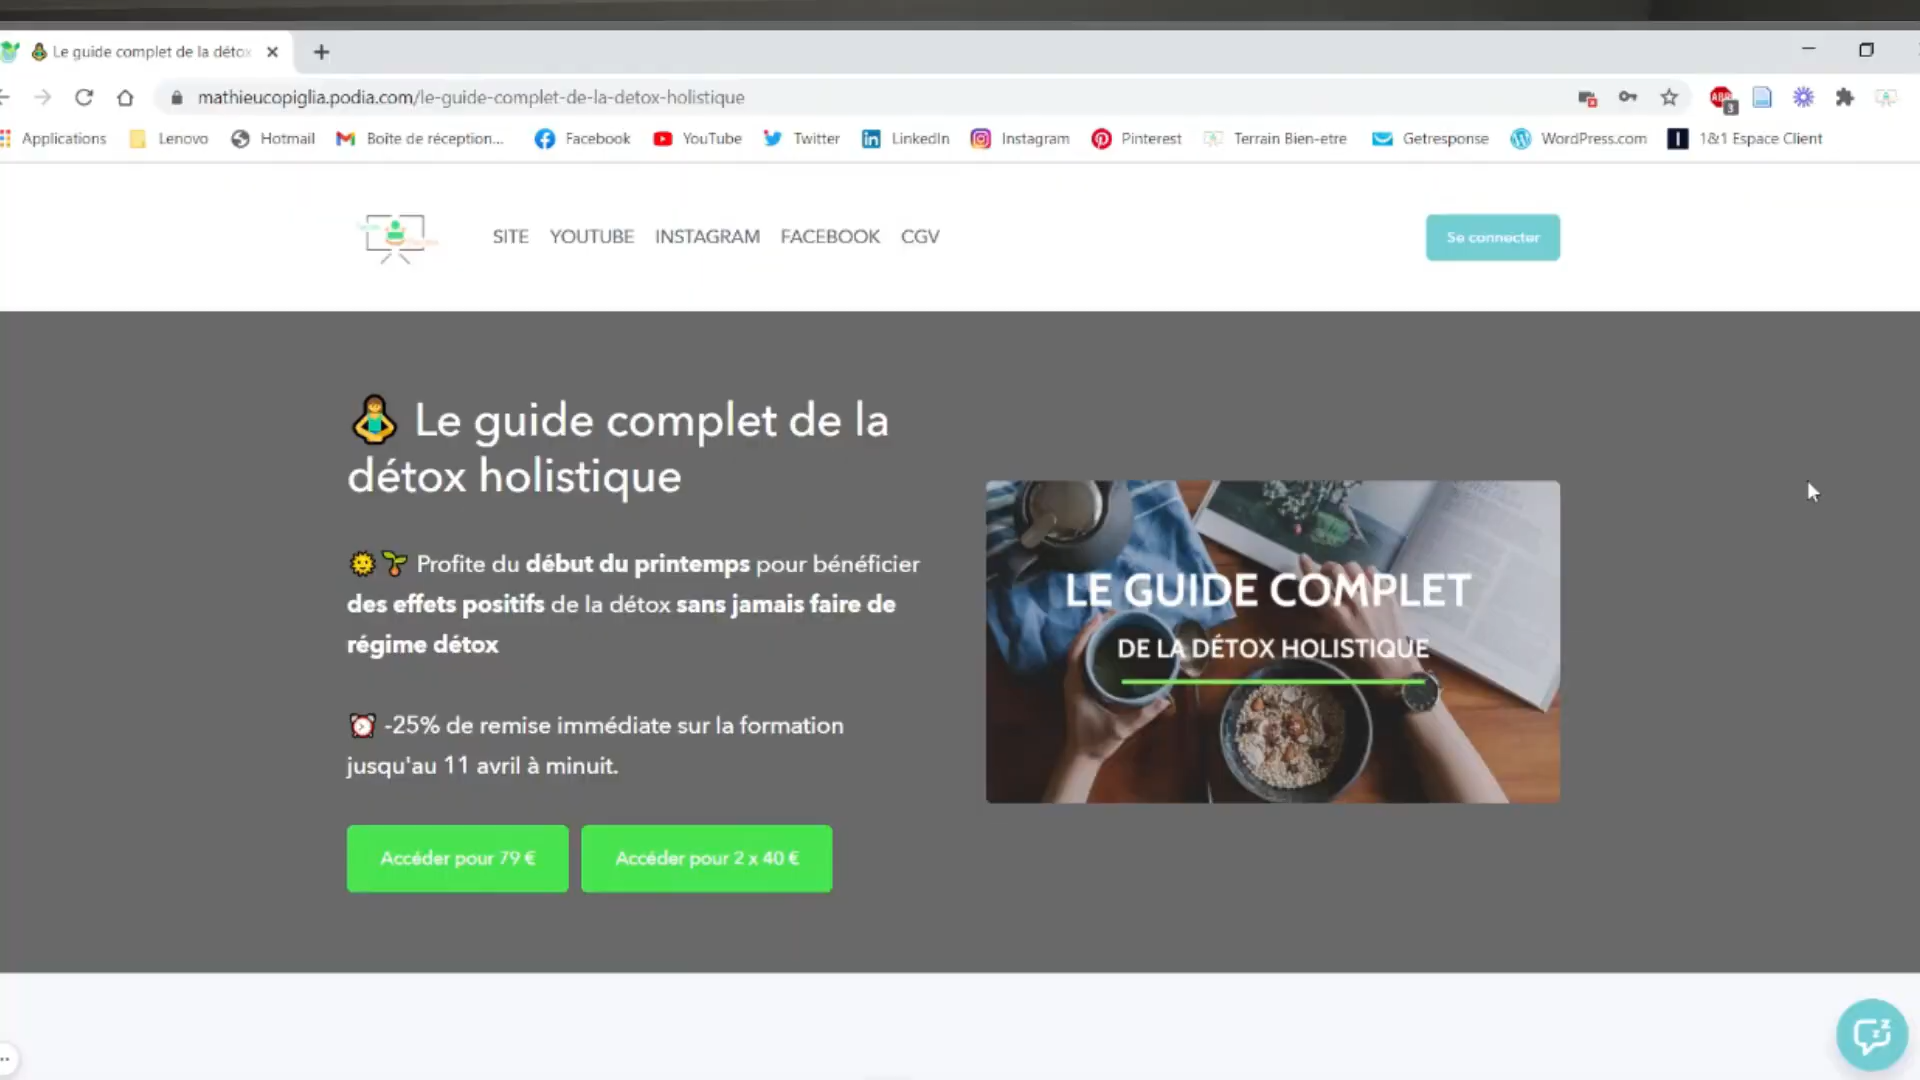 Le guide complet de la détox
mathieucopiglia.podia.com/le-guide-complet-de-la-detox-holistique
3
Applications Lenovo Hotmail Boîte de réception... Facebook YouTube Twitter LinkedIn Instagram Pinterest Terrain Bien-etre Getresponse WordPress.com 1&1 Espace Client
SITE YOUTUBE INSTAGRAM FACEBOOK CGV
Se connecter
Le guide complet de la
détox holistique
Profite du début du printemps pour bénéficier
des effets positifs de la détox sans jamais faire de
régime détox
-25% de remise immédiate sur la formation
jusqu'au 11 avril à minuit.
Accéder pour 79 €
Accéder pour 2 x 40 €
LE GUIDE COMPLET
DE LA DÉTOX HOLISTIQUE